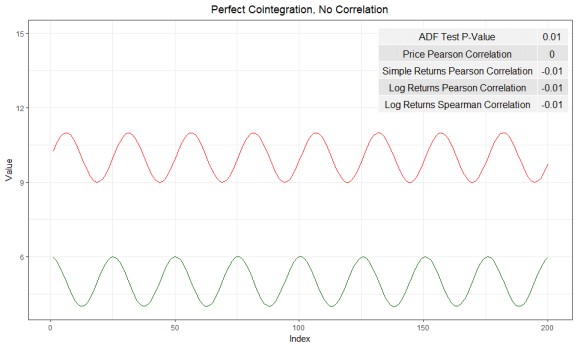 Perfect Cointegration, No Correlation
15
12
9
6
Value
ADF Test P-Value 0.01
Price Pearson Correlation 0
Simple Returns Pearson Correlation -0.01
Log Returns Pearson Correlation -0.01
Log Returns Spearman Correlation -0.01
0 50 100 150 200
Index